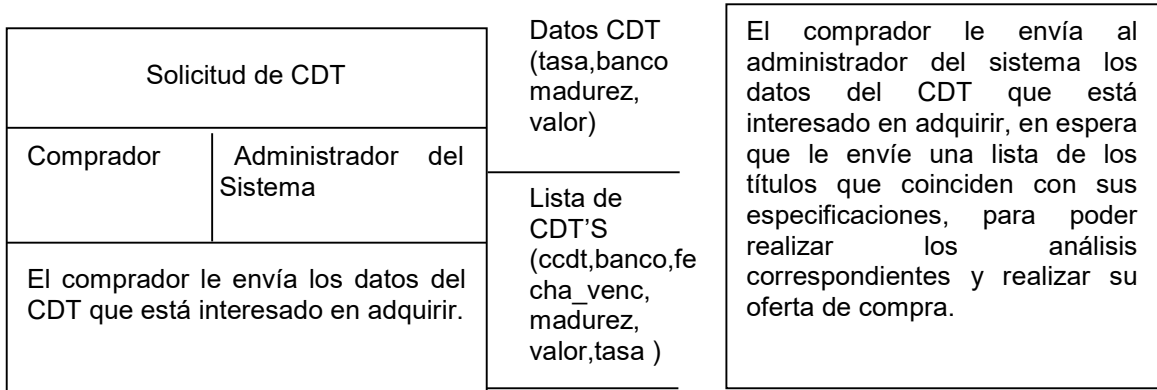 Solicitud de CDT
Comprador
Administrador del
Sistema
El comprador le envía los datos del
CDT que está interesado en adquirir.
Datos CDT
(tasa,banco
madurez,
valor)
Lista de
CDT’S
(ccdt,banco,fe
cha_venc,
madurez,
valor,tasa )
El comprador le envía al
administrador del sistema los
datos del CDT que está
interesado en adquirir, en espera
que le envíe una lista de los
títulos que coinciden con sus
especificaciones, para poder
realizar los análisis
correspondientes y realizar su
oferta de compra.